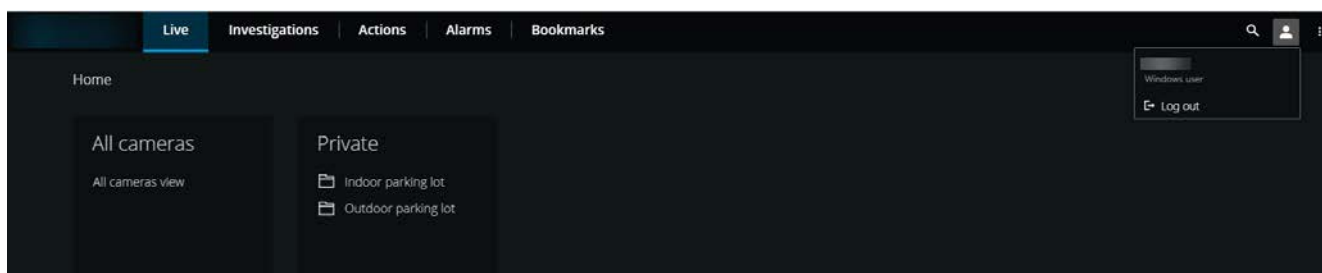 Live Investigations Actions Alarms Bookmarks
Windows user
Log out
Home
All cameras
All cameras view
Private
Indoor parking lot
Outdoor parking lot